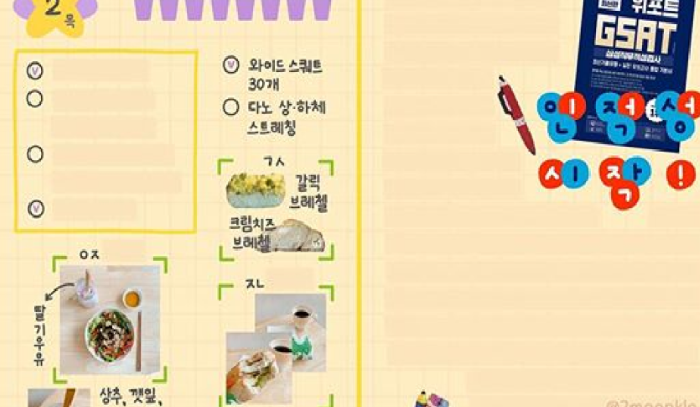 2
목
와이드 스쿼트
30개
다노 상·하체
스트레칭
ㄱㅅ
갈릭
브레첼
크림치즈
브레첼
ㅇㅈ
딸기우유
ㅈㄴ
상추, 깻잎,
위포트
GSAT
삼성직무적성검사
인적성
시작!
@2moonkle